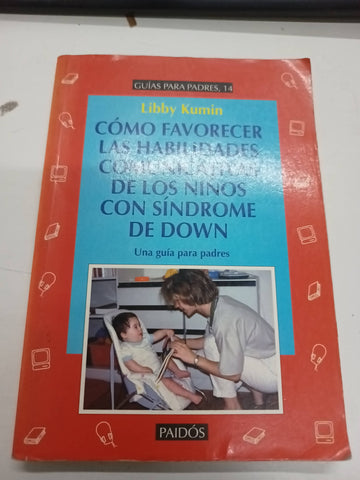 GUÍAS PARA PADRES, 14
Libby Kumin
CÓMO FAVORECER
LAS HABILIDADES
COMUNICATIVAS
DE LOS NIÑOS
CON SÍNDROME
DE DOWN
Una guía para padres
PAIDÓS